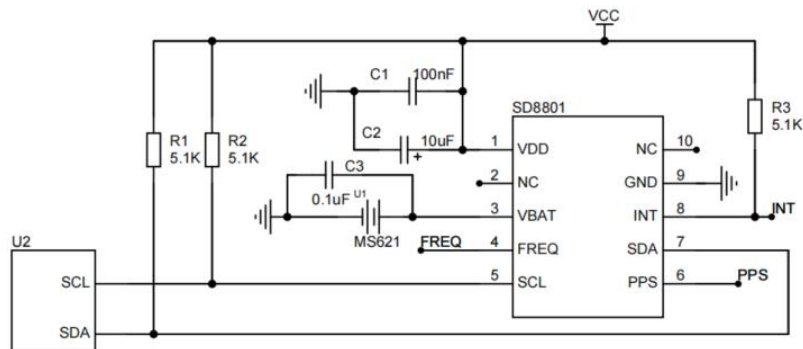 VCC
C1 100nF
SD8801
R3
5.1K
R1
5.1K
R2
5.1K
C2 10uF
+
1 VDD
NC 10
C3
2 NC
GND 9
0.1uF U1
3 VBAT
INT 8 INT
MS621
U2
FREQ 4 FREQ
SDA 7
SCL
5 SCL
PPS 6 PPS
SDA